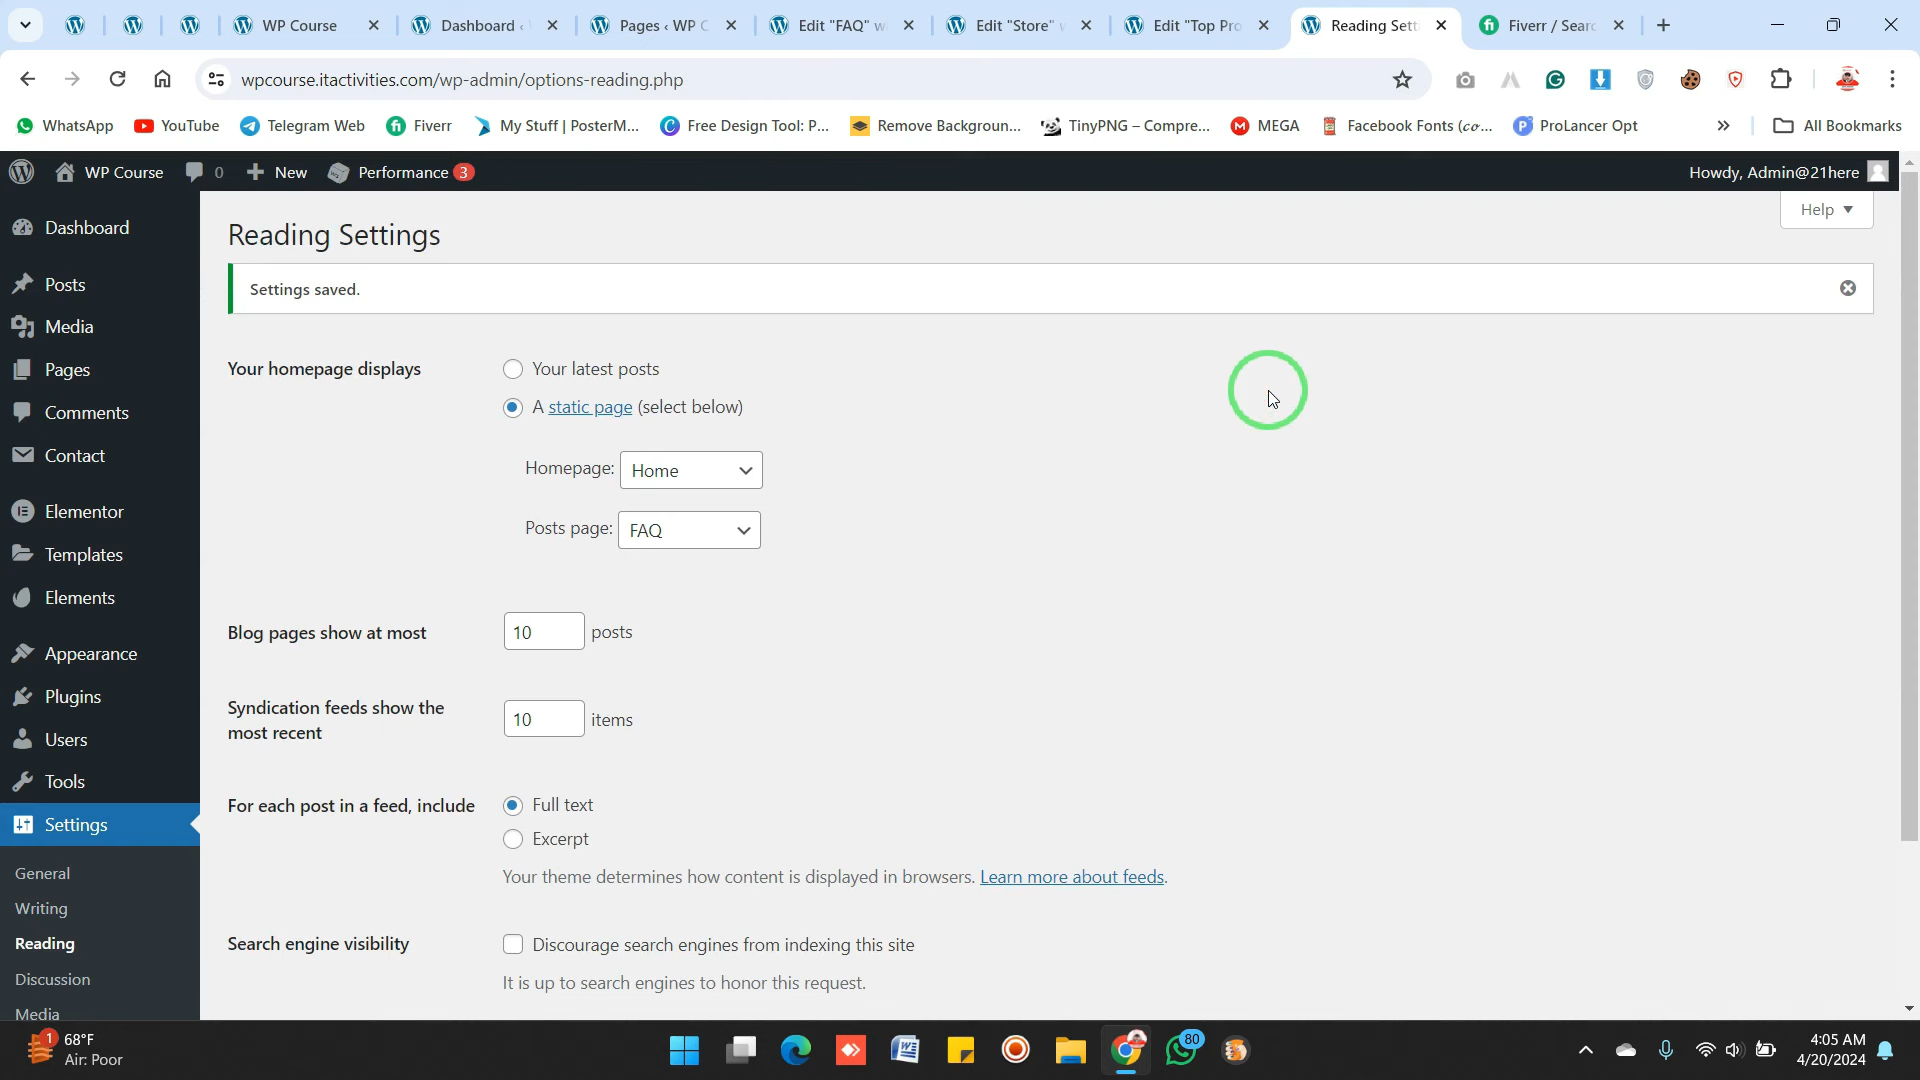 WP Course
Dashboard ‹
Pages ‹ WP C
Edit "FAQ" w
Edit "Store" w
Edit "Top Pro
Reading Sett
Fiverr / Searc
wpcourse.itactivities.com/wp-admin/options-reading.php
WhatsApp
YouTube
Telegram Web
Fiverr
My Stuff | PosterM...
Free Design Tool: P...
Remove Backgroun...
TinyPNG – Compre...
MEGA
Facebook Fonts (𝒸ℴ...
ProLancer Opt
All Bookmarks
WP Course
0
New
Performance 3
Howdy, Admin@21here
Help
Dashboard
Posts
Media
Pages
Comments
Contact
Elementor
Templates
Elements
Appearance
Plugins
Users
Tools
Settings
General
Writing
Reading
Discussion
Media
Reading Settings
Settings saved.
Your homepage displays
Your latest posts
A static page (select below)
Homepage: Home
Posts page: FAQ
Blog pages show at most
10 posts
Syndication feeds show the
most recent
10 items
For each post in a feed, include
Full text
Excerpt
Your theme determines how content is displayed in browsers. Learn more about feeds.
Search engine visibility
Discourage search engines from indexing this site
It is up to search engines to honor this request.
1
68°F
Air: Poor
80
4:05 AM
4/20/2024